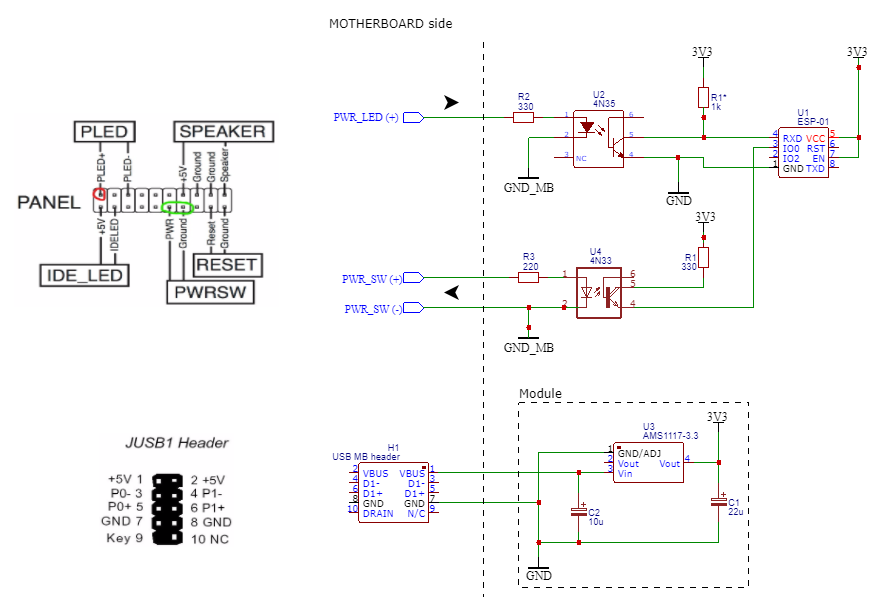 MOTHERBOARD side
PLED
SPEAKER
PLED+
PLED-
+5V
Ground
Ground
Speaker
PANEL
+5V
IDELED
PWR
Ground
Reset
Ground
IDE_LED
RESET
PWRSW
PWR_LED (+)
R2
330
U2
4N35
1
2
3
NC
6
5
4
GND_MB
3V3
R1*
1k
GND
3V3
U1
ESP-01
4
3
2
1
RXD VCC
IO0 RST
IO2 EN
GND TXD
5
6
7
8
PWR_SW (+)
PWR_SW (-)
R3
220
U4
4N33
1
2
6
5
4
3V3
R1
330
GND_MB
JUSB1 Header
+5V 1
2 +5V
P0- 3
4 P1-
P0+ 5
6 P1+
GND 7
8 GND
Key 9
10 NC
H1
USB MB header
2
4
6
8
10
VBUS VBUS
D1- D1-
D1+ D1+
GND GND
DRAIN N/C
1
3
5
7
9
Module
U3
AMS1117-3.3
1
2
3
GND/ADJ
Vout
Vin
Vout
4
3V3
C2
10u
C1
22u
GND